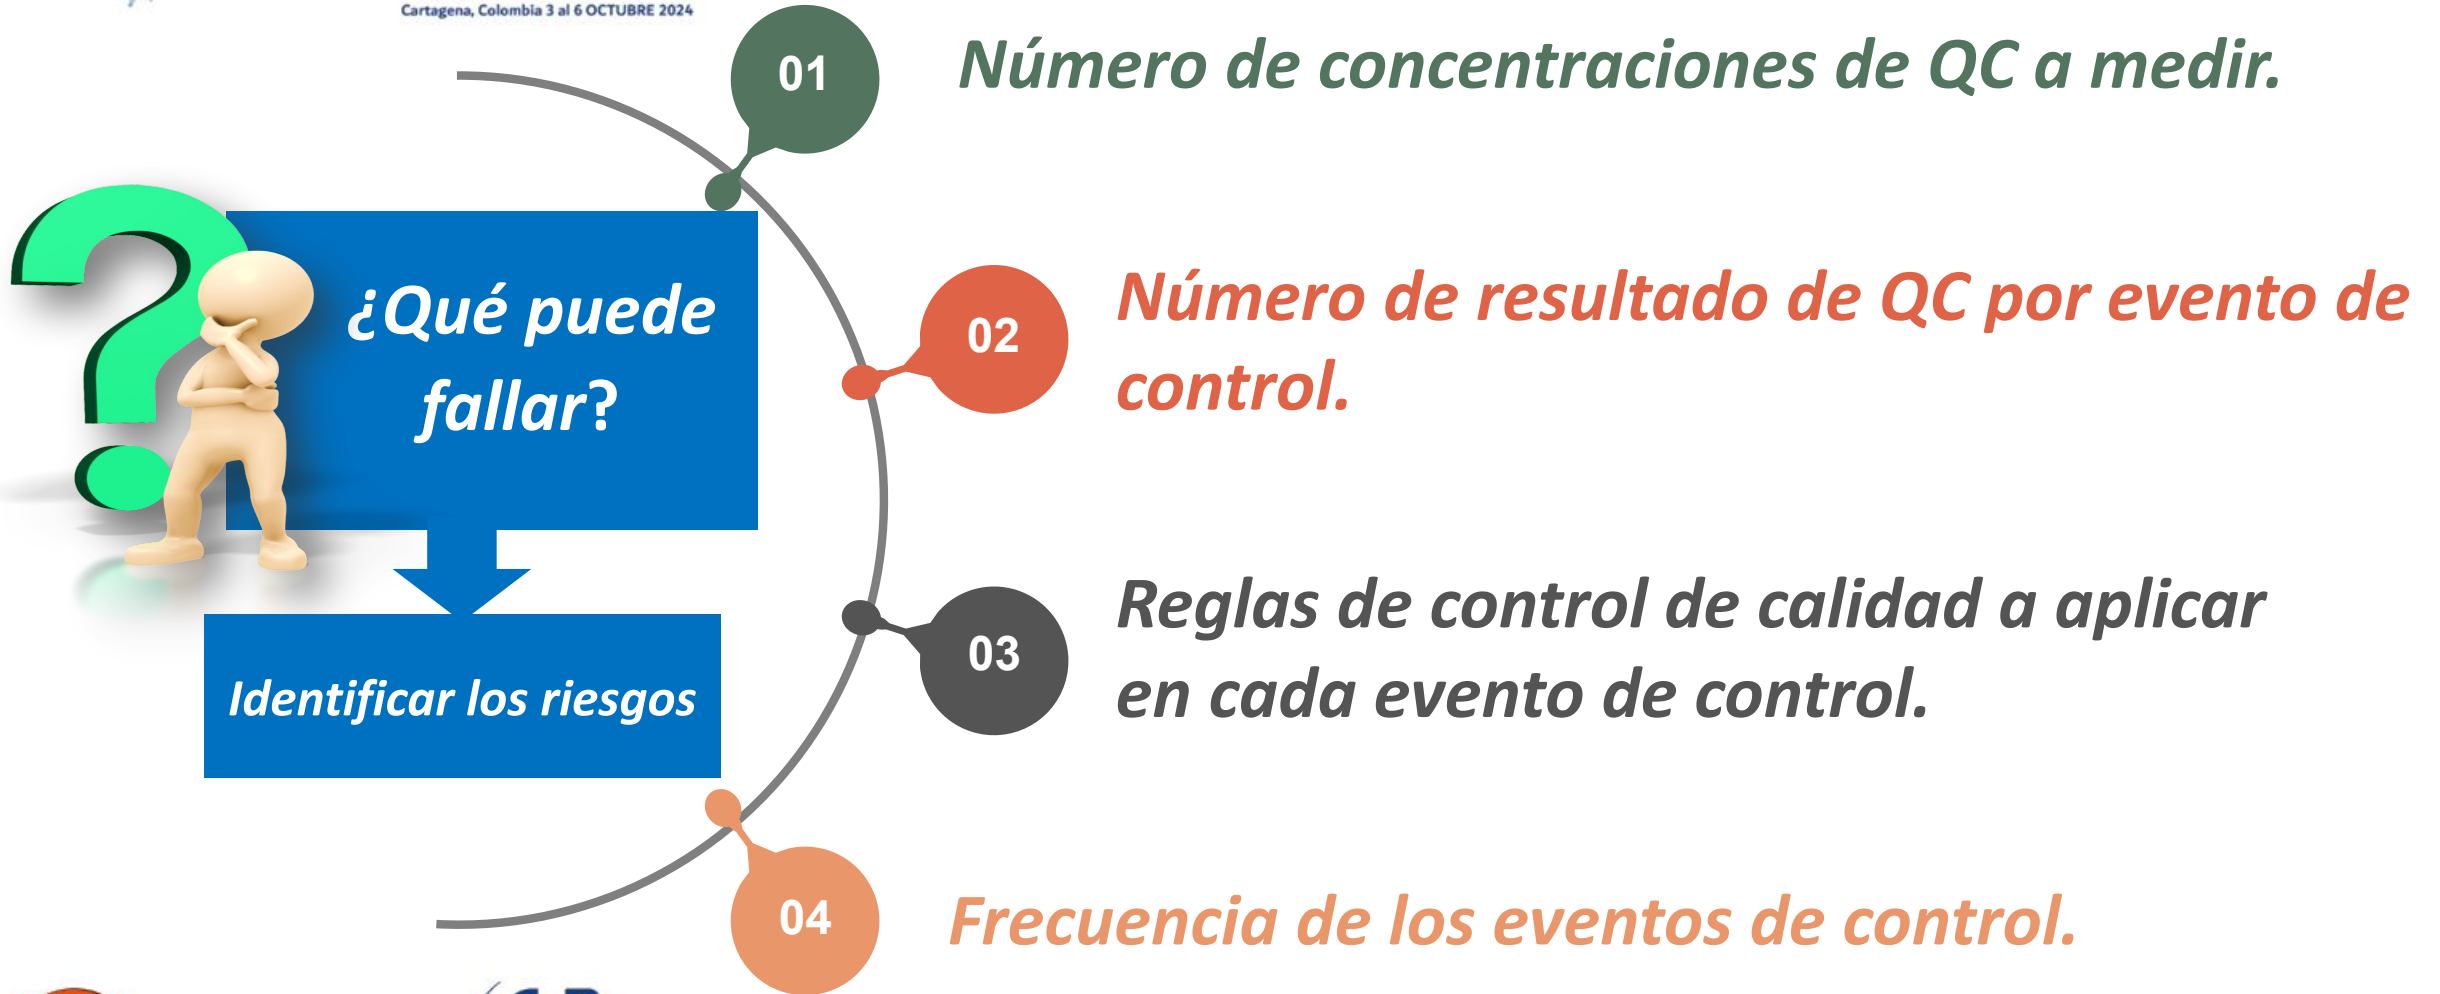 Cartagena, Colombia 3 al 6 OCTUBRE 2024
01
Número de concentraciones de QC a medir.
¿Qué puede
fallar?
02
Número de resultado de QC por evento de
control.
03
Reglas de control de calidad a aplicar
en cada evento de control.
Identificar los riesgos
04
Frecuencia de los eventos de control.